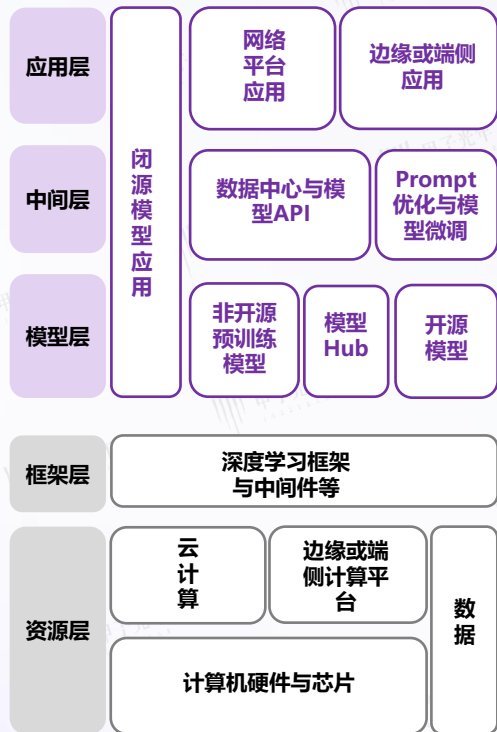 应用层
闭
源
模
型
应
用
网络
平台
应用
边缘或端侧
应用
中间层
数据中心与模
型API
Prompt
优化与模
型微调
模型层
非开源
预训练
模型
模型
Hub
开源
模型
框架层
深度学习框架
与中间件等
资源层
云
计
算
边缘或端
侧计算平
台
数
据
计算机硬件与芯片